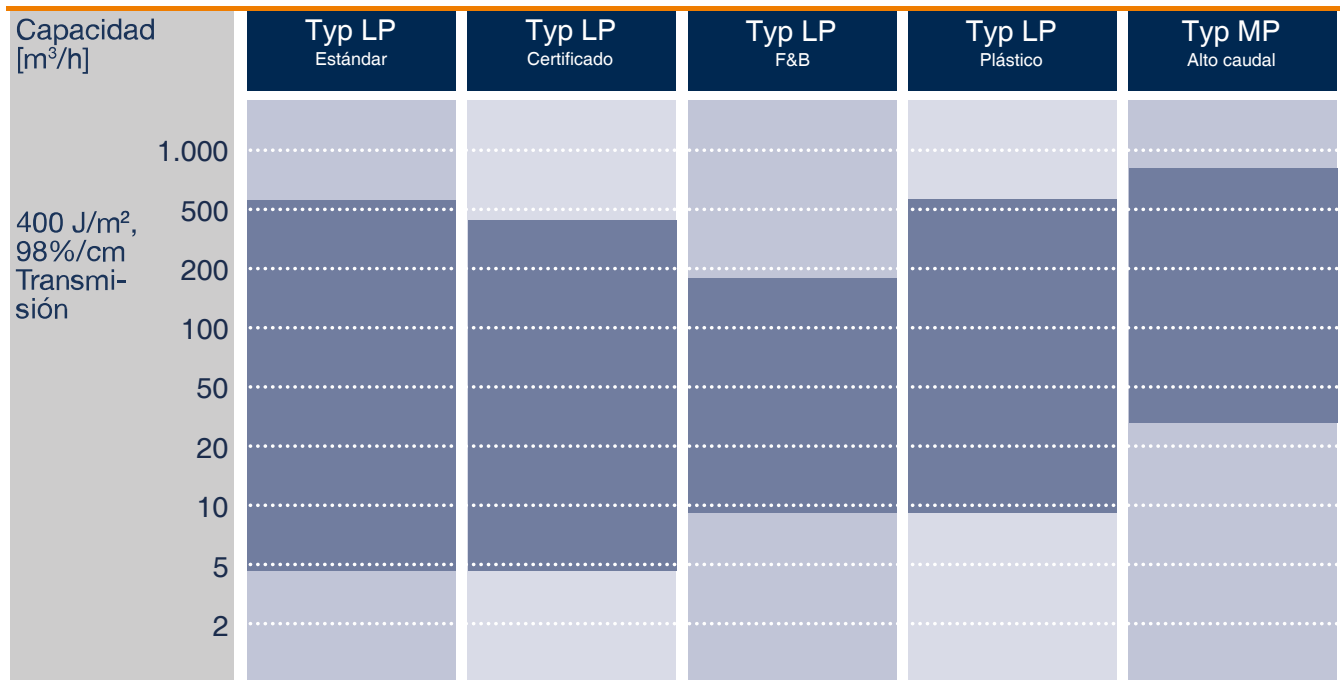 Capacidad
[m³/h]
Typ LP
Estándar
Typ LP
Certificado
Typ LP
F&B
Typ LP
Plástico
Typ MP
Alto caudal
400 J/m²,
98%/cm
Transmi-
sión
1.000
500
200
100
50
20
10
5
2